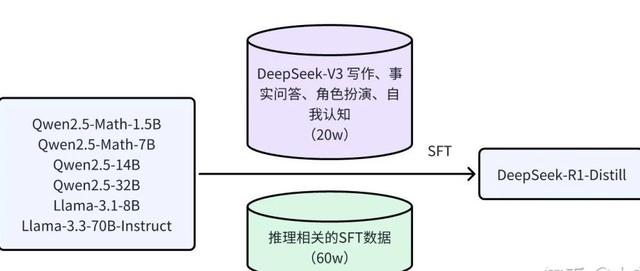 DeepSeek-V3 写作、事
实问答、角色扮演、自
我认知
（20w）
Qwen2.5-Math-1.5B
Qwen2.5-Math-7B
Qwen2.5-14B
Qwen2.5-32B
Llama-3.1-8B
Llama-3.3-70B-Instruct
SFT
DeepSeek-R1-Distill
推理相关的SFT数据
（60w）